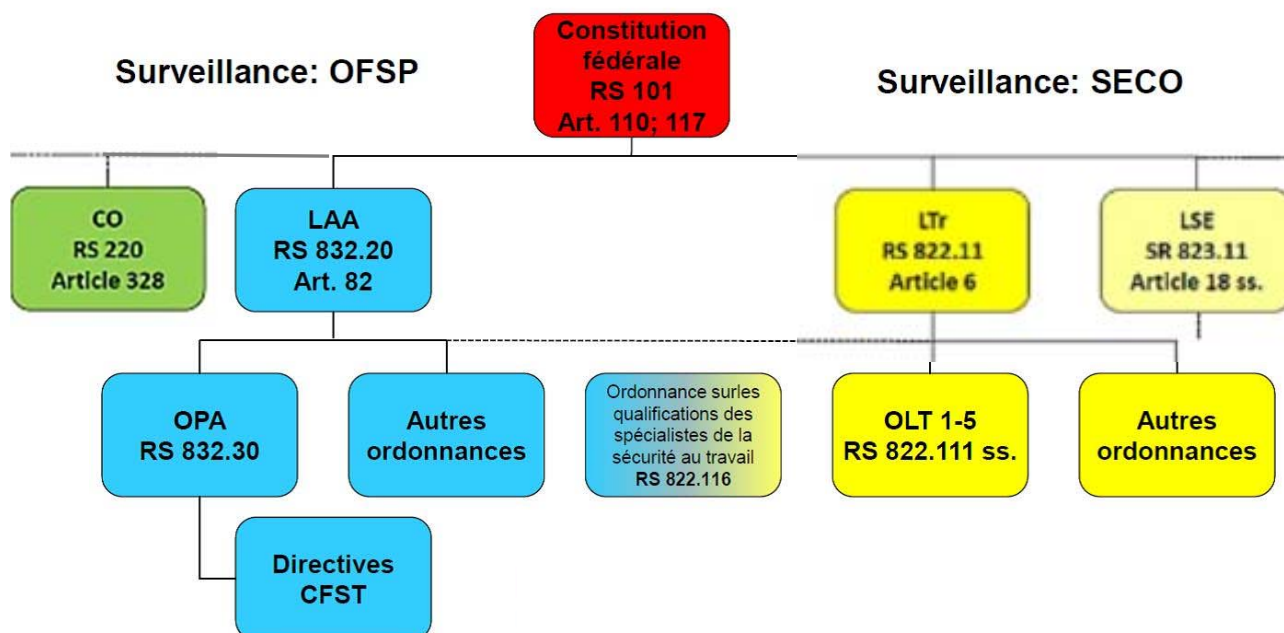 Surveillance: OFSP
Constitution
fédérale
RS 101
Art. 110; 117
Surveillance: SECO
CO
RS 220
Article 328
LAA
RS 832.20
Art. 82
LTr
RS 822.11
Article 6
LSE
SR 823.11
Article 18 ss.
OPA
RS 832.30
Autres
ordonnances
Ordonnance surles
qualifications des
spécialistes de la
sécurité au travail
RS 822.116
OLT 1-5
RS 822.111 ss.
Autres
ordonnances
Directives
CFST